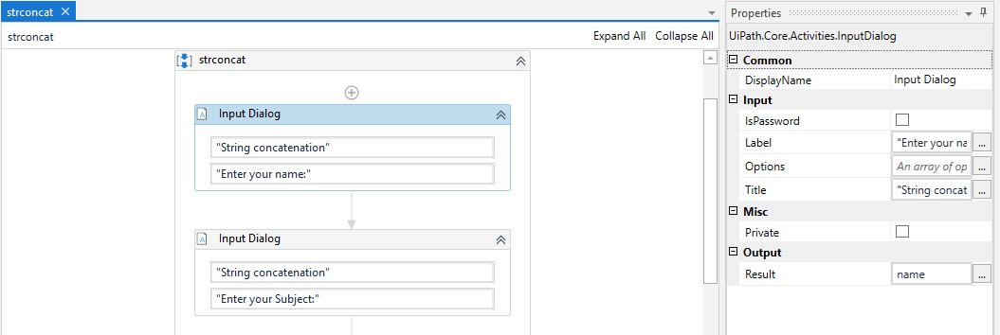 strconcat
strconcat
Expand All Collapse All
strconcat
Input Dialog
"String concatenation"
"Enter your name:"
Input Dialog
"String concatenation"
"Enter your Subject:"
Properties
UiPath.Core.Activities.InputDialog
Common
DisplayName Input Dialog
Input
IsPassword
Label "Enter your na ...
Options An array of op ...
Title "String concat ...
Misc
Private
Output
Result name ...